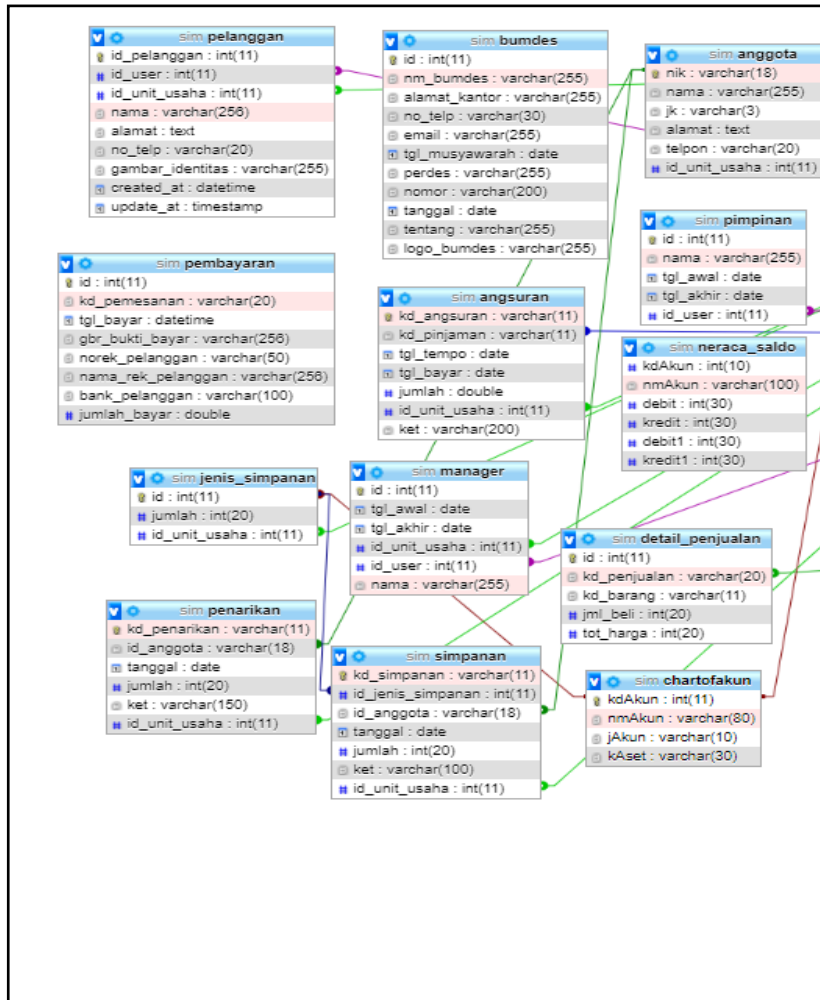 sim pelanggan
id_pelanggan : int(11)
id_user : int(11)
id_unit_usaha : int(11)
nama : varchar(256)
alamat : text
no_telp : varchar(20)
gambar_identitas : varchar(255)
created_at : datetime
update_at : timestamp
sim bumdes
id : int(11)
nm_bumdes : varchar(255)
alamat_kantor : varchar(255)
no_telp : varchar(30)
email : varchar(255)
tgl_musyawarah : date
perdes : varchar(255)
nomor : varchar(200)
tanggal : date
tentang : varchar(255)
logo_bumdes : varchar(255)
sim anggota
nik : varchar(18)
nama : varchar(255)
jk : varchar(3)
alamat : text
telpon : varchar(20)
id_unit_usaha : int(11)
sim pimpinan
id : int(11)
nama : varchar(255)
tgl_awal : date
tgl_akhir : date
id_user : int(11)
sim pembayaran
id : int(11)
kd_pemesanan : varchar(20)
tgl_bayar : datetime
gbr_bukti_bayar : varchar(256)
norek_pelanggan : varchar(50)
nama_rek_pelanggan : varchar(256)
bank_pelanggan : varchar(100)
jumlah_bayar : double
sim angsuran
kd_angsuran : varchar(11)
kd_pinjaman : varchar(11)
tgl_tempo : date
tgl_bayar : date
jumlah : double
id_unit_usaha : int(11)
ket : varchar(200)
sim neraca_saldo
kdAkun : int(10)
nmAkun : varchar(100)
debit : int(30)
kredit : int(30)
debit1 : int(30)
kredit1 : int(30)
sim jenis_simpanan
id : int(11)
jumlah : int(20)
id_unit_usaha : int(11)
sim manager
id : int(11)
tgl_awal : date
tgl_akhir : date
id_unit_usaha : int(11)
id_user : int(11)
nama : varchar(255)
sim detail_penjualan
id : int(11)
kd_penjualan : varchar(20)
kd_barang : varchar(11)
jml_beli : int(20)
tot_harga : int(20)
sim penarikan
kd_penarikan : varchar(11)
id_anggota : varchar(18)
tanggal : date
jumlah : int(20)
ket : varchar(150)
id_unit_usaha : int(11)
sim simpanan
kd_simpanan : varchar(11)
id_jenis_simpanan : int(11)
id_anggota : varchar(18)
tanggal : date
jumlah : int(20)
ket : varchar(100)
id_unit_usaha : int(11)
sim chartofakun
kdAkun : int(11)
nmAkun : varchar(80)
jAkun : varchar(10)
kAset : varchar(30)